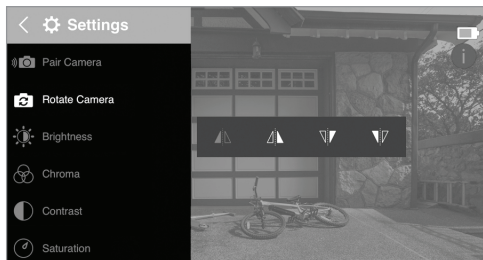 Settings
Pair Camera
Rotate Camera
Brightness
Chroma
Contrast
Saturation